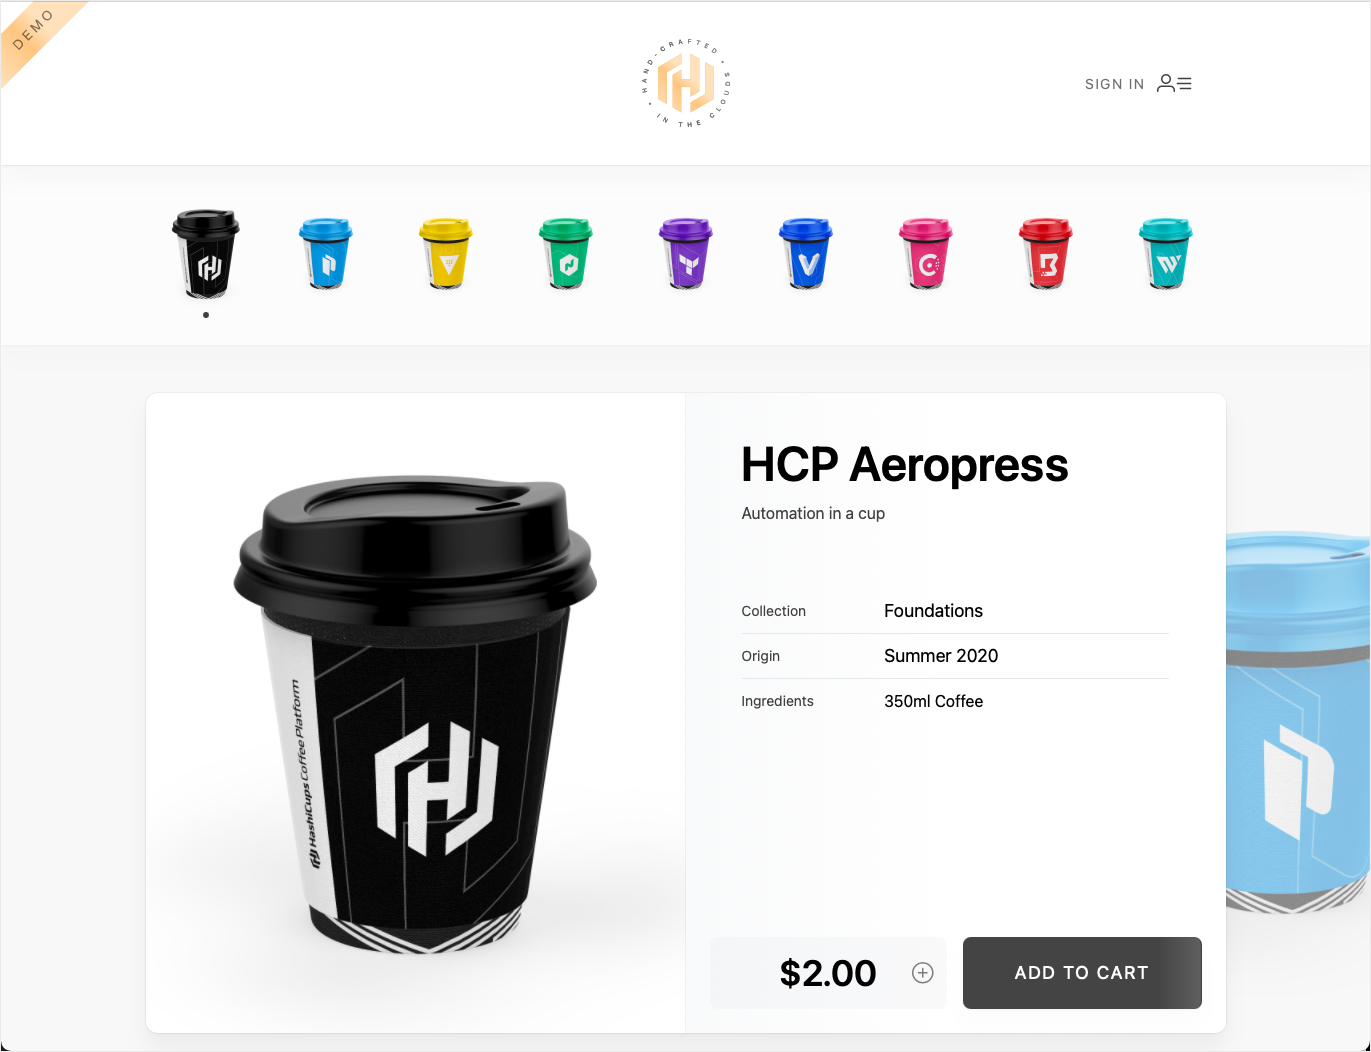 DEMO
HAND-CRAFTED • IN THE CLOUDS •
SIGN IN
HCP Aeropress
Automation in a cup
Collection Foundations
Origin Summer 2020
Ingredients 350ml Coffee
HashiCups Coffee Platform
$2.00
ADD TO CART